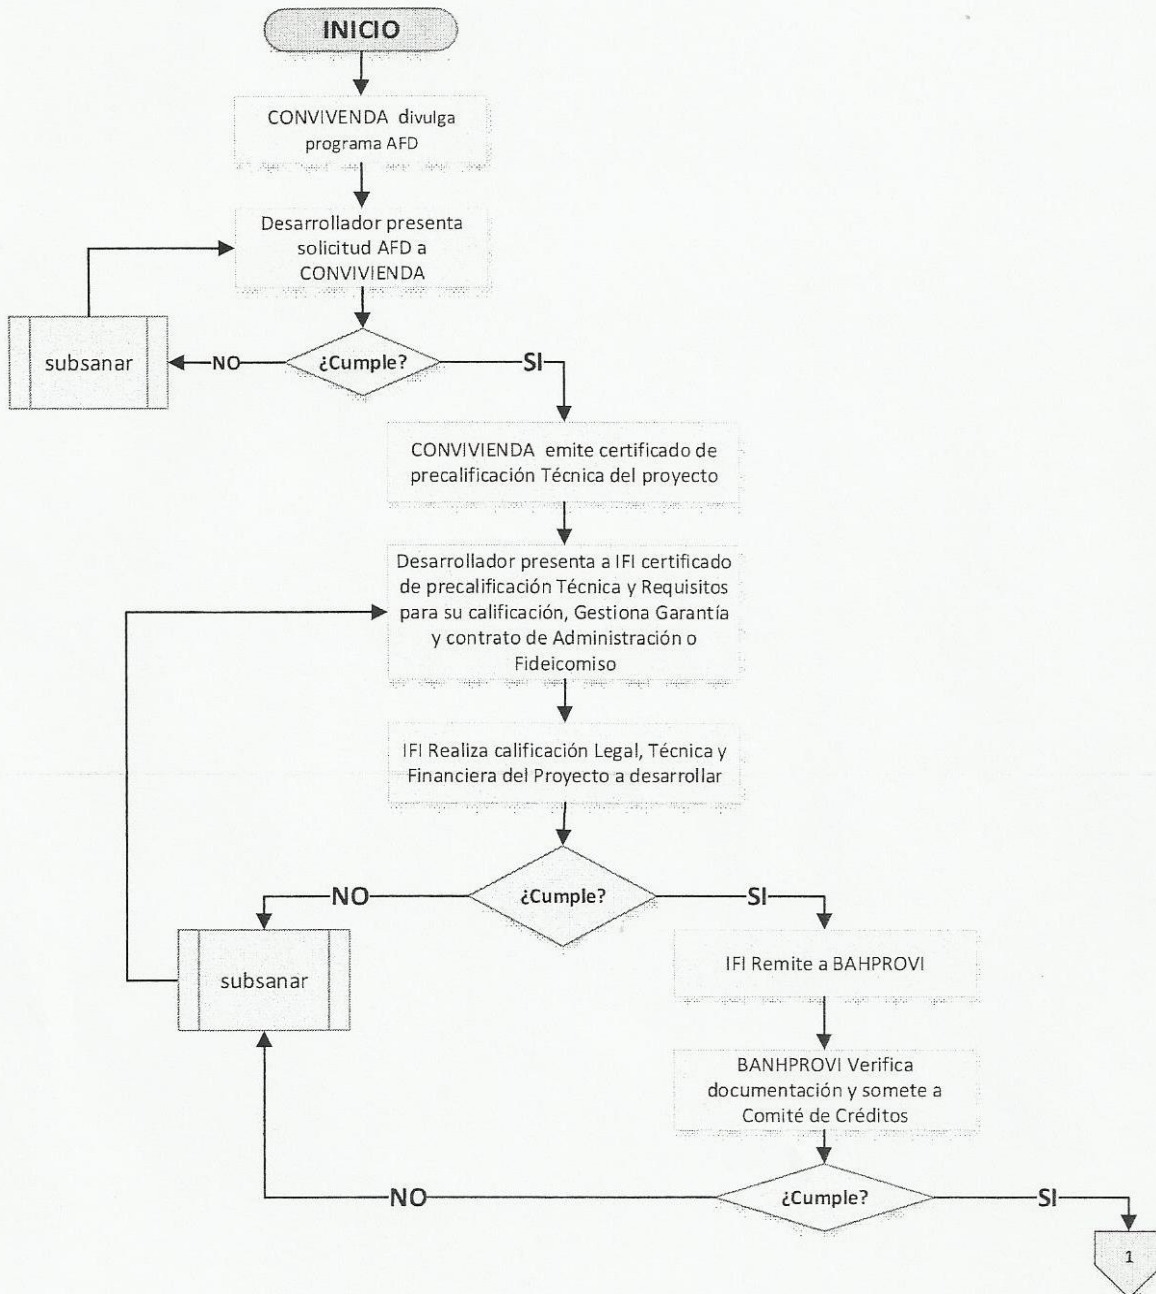 INICIO
CONVIVENDA divulga
programa AFD
Desarrollador presenta
solicitud AFD a
CONVIVIENDA
subsanar
NO
¿Cumple?
SI
CONVIVIENDA emite certificado de
precalificación Técnica del proyecto
Desarrollador presenta a IFI certificado
de precalificación Técnica y Requisitos
para su calificación, Gestiona Garantía
y contrato de Administración o
Fideicomiso
IFI Realiza calificación Legal, Técnica y
Financiera del Proyecto a desarrollar
NO
¿Cumple?
SI
subsanar
IFI Remite a BAHPROVI
BANHPROVI Verifica
documentación y somete a
Comité de Créditos
NO
¿Cumple?
SI
1